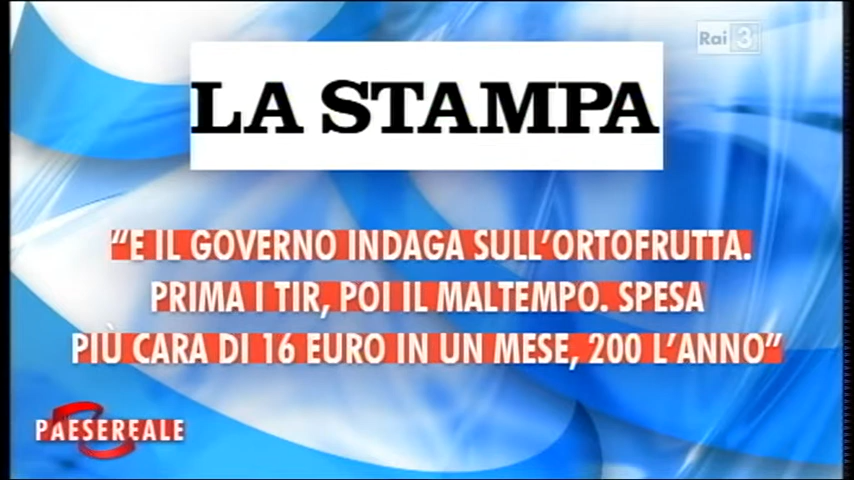 Rai 3
LA STAMPA
“E IL GOVERNO INDAGA SULL’ORTOFRUTTA.
PRIMA I TIR, POI IL MALTEMPO. SPESA
PIÙ CARA DI 16 EURO IN UN MESE, 200 L’ANNO”
PAESEREALE